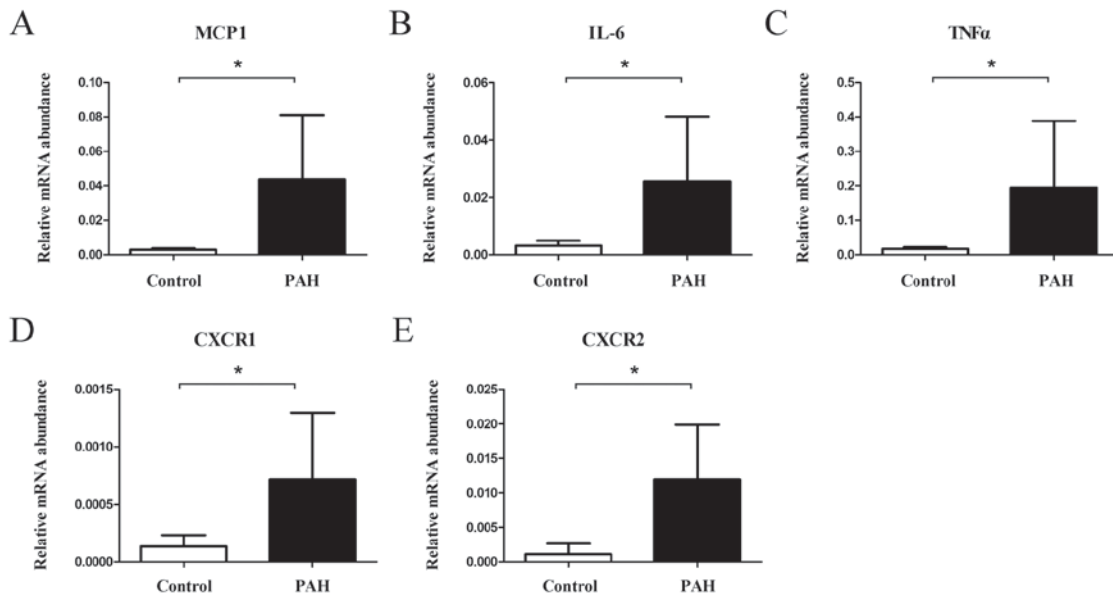 A
MCP1
*
Relative mRNA abundance
0.10
0.08
0.06
0.04
0.02
0.00
Control
PAH
B
IL-6
*
Relative mRNA abundance
0.06
0.04
0.02
0.00
Control
PAH
C
TNFα
*
Relative mRNA abundance
0.5
0.4
0.3
0.2
0.1
0.0
Control
PAH
D
CXCR1
*
Relative mRNA abundance
0.0015
0.0010
0.0005
0.0000
Control
PAH
E
CXCR2
*
Relative mRNA abundance
0.025
0.020
0.015
0.010
0.005
0.000
Control
PAH